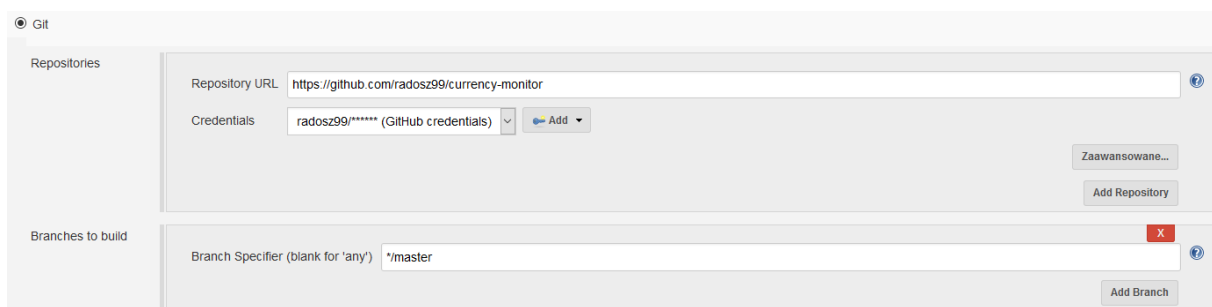 Git
Repositories
Repository URL https://github.com/radosz99/currency-monitor
Credentials radosz99/****** (GitHub credentials) Add
Zaawansowane...
Add Repository
Branches to build
X
Branch Specifier (blank for 'any') */master
Add Branch